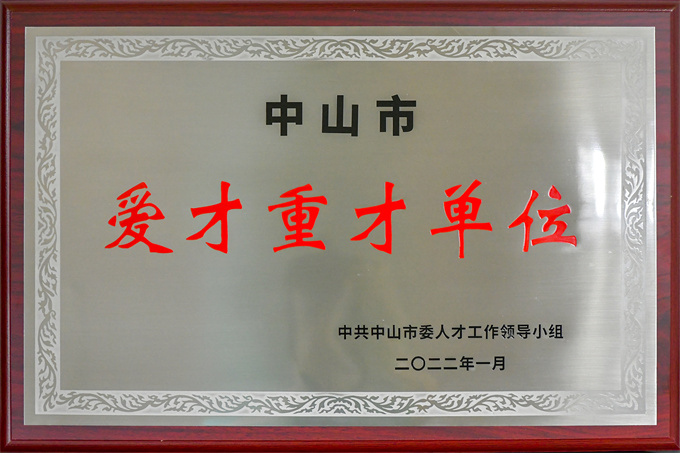 中山市
爱才重才单位
中共中山市委人才工作领导小组
二〇二二年一月